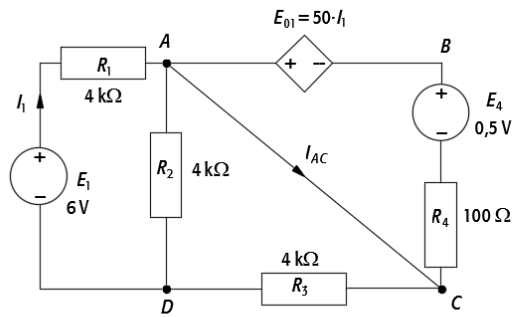 E01 = 50·I1
A
B
R1
4 kΩ
I1
+ −
+
−
E4
0,5 V
IAC
R2
4 kΩ
+
−
E1
6 V
R4
100 Ω
4 kΩ
R3
D
C